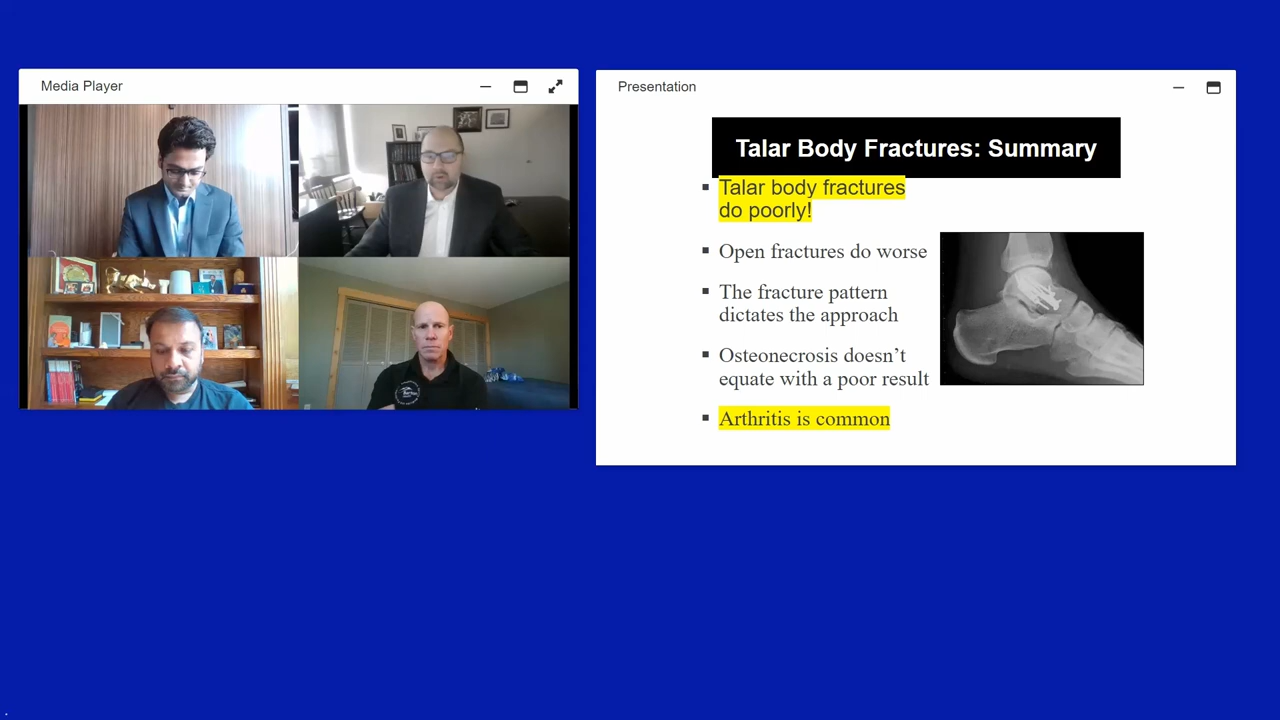 Media Player
Presentation
Talar Body Fractures: Summary
▪ Talar body fractures
do poorly!
▪ Open fractures do worse
▪ The fracture pattern
dictates the approach
▪ Osteonecrosis doesn’t
equate with a poor result
▪ Arthritis is common